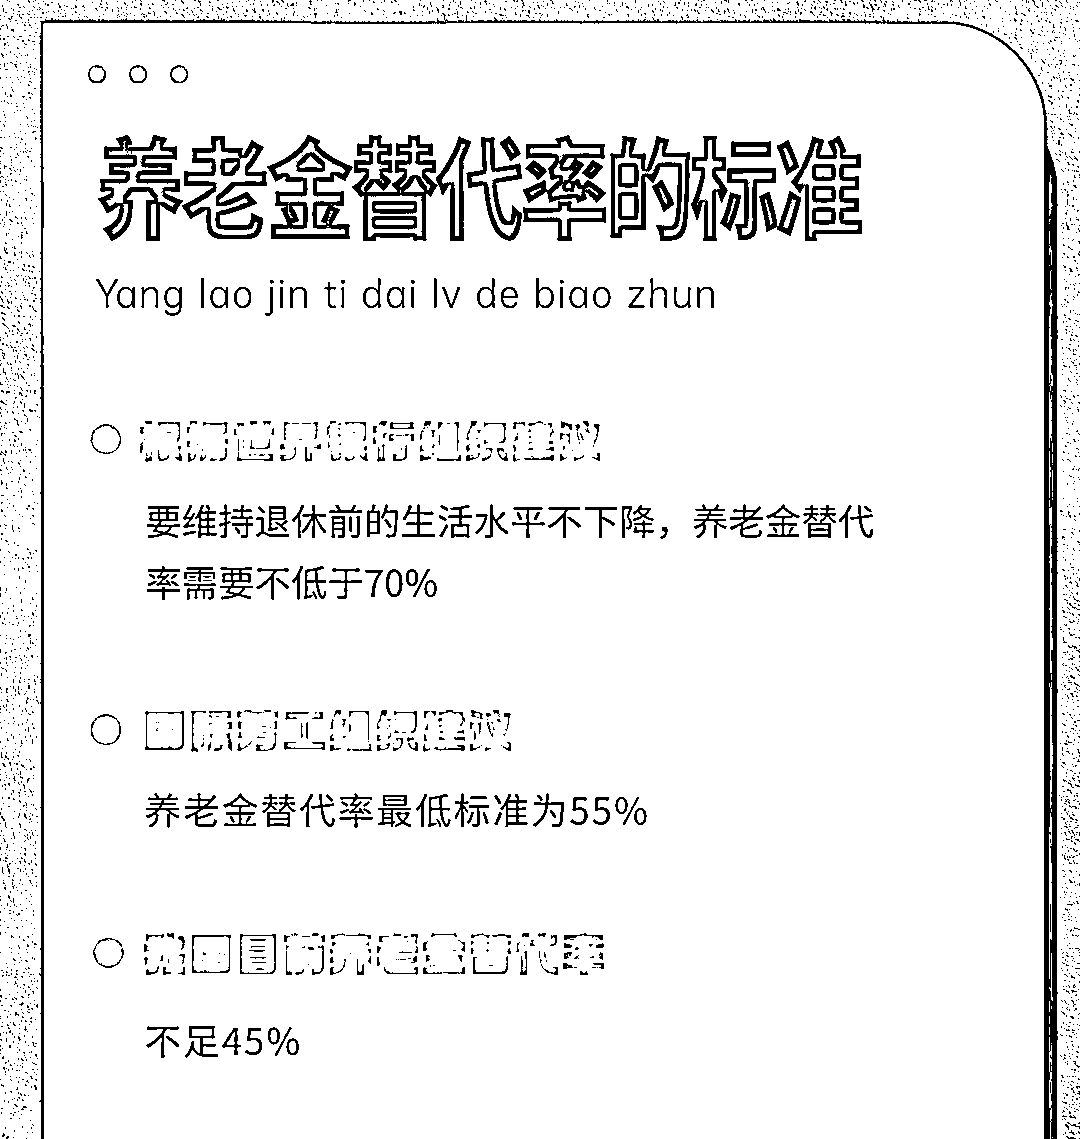 养老金替代率的标准
Yang lao jin ti dai lv de biao zhun
根据世界银行组织建议
要维持退休前的生活水平不下降，养老金替代
率需要不低于70%
国际劳工组织建议
养老金替代率最低标准为55%
我国目前养老金替代率
不足45%